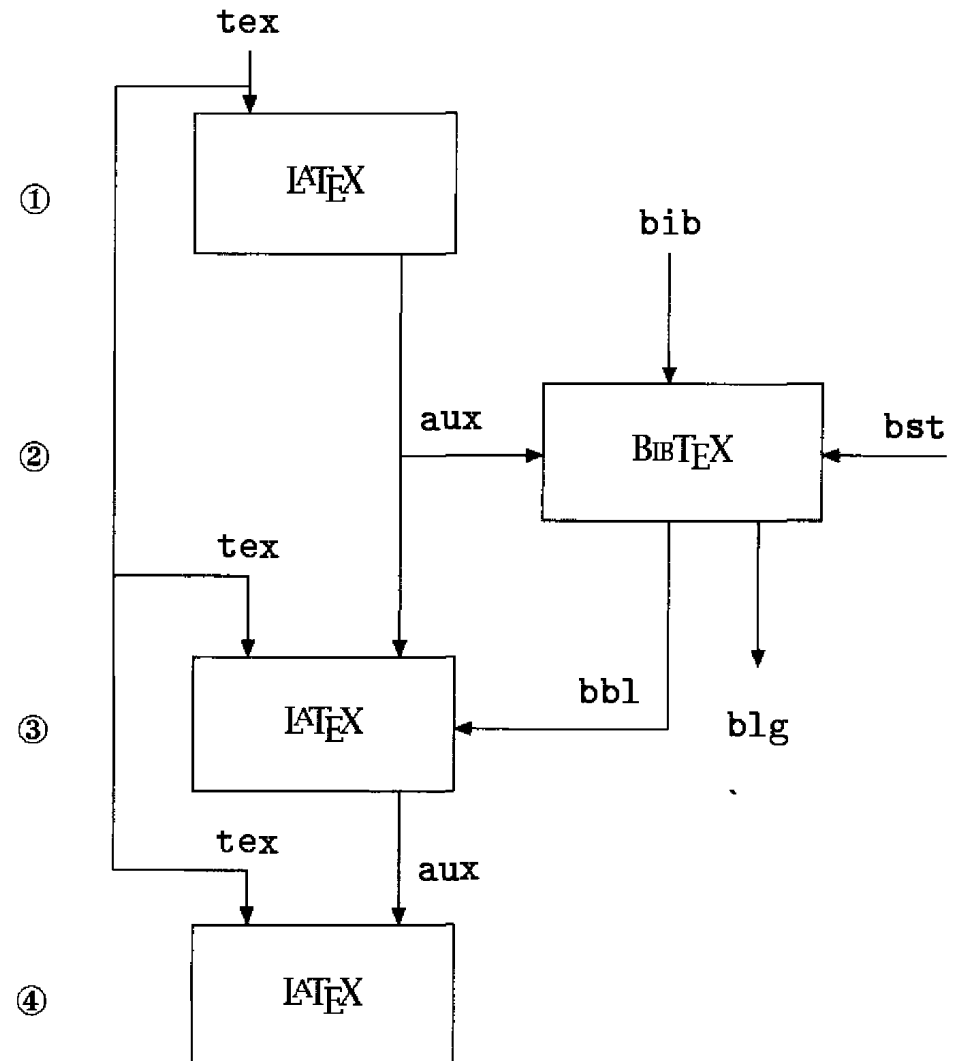 tex
① LATEX
bib
② aux BIBTEX bst
tex
③ LATEX bbl blg
tex
aux
④ LATEX